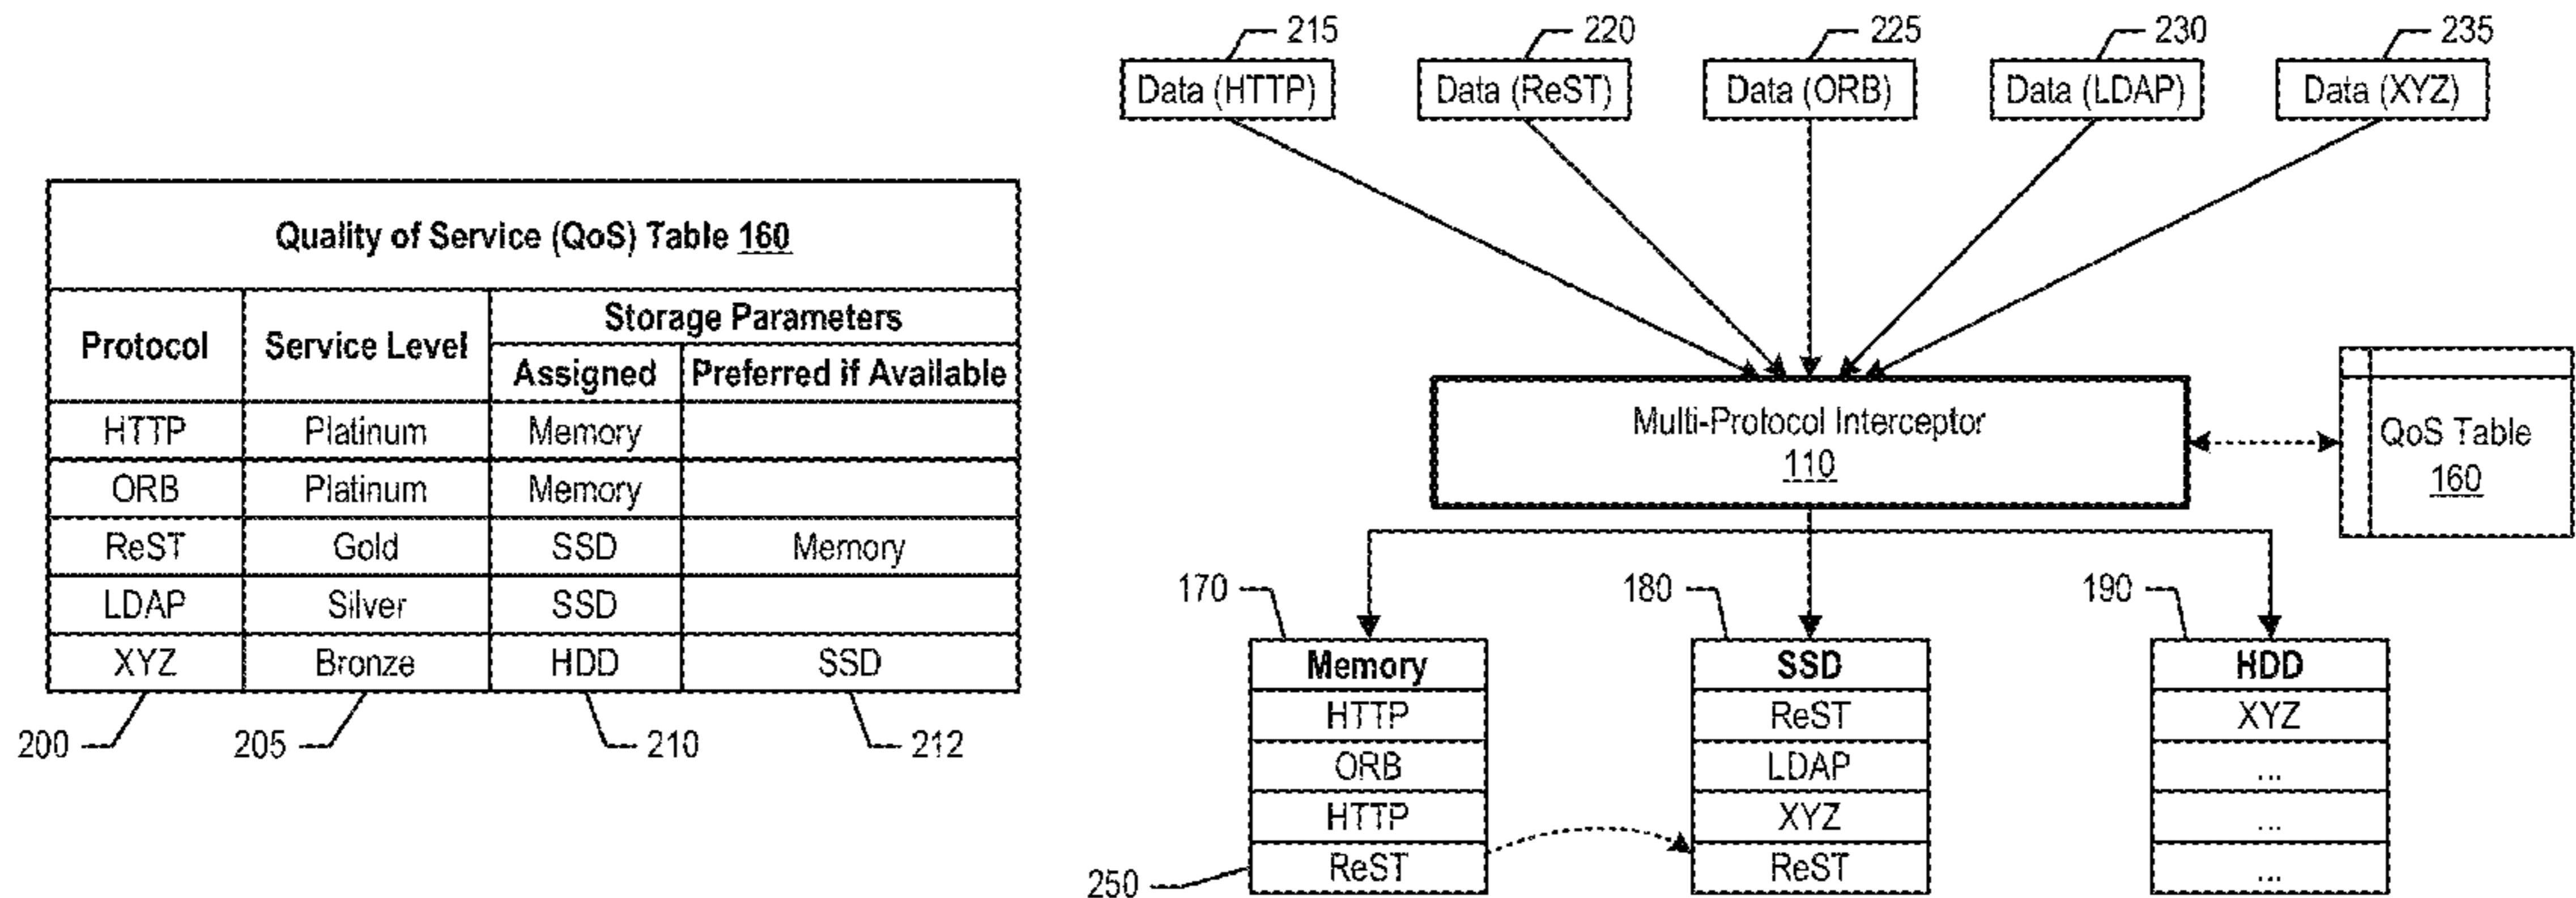 Quality of Service (QoS) Table 160
Protocol
Service Level
Storage Parameters
Assigned
Preferred if Available
HTTP Platinum Memory
ORB Platinum Memory
ReST Gold SSD Memory
LDAP Silver SSD
XYZ Bronze HDD SSD
200 205 210 212
215 220 225 230 235
Data (HTTP) Data (ReST) Data (ORB) Data (LDAP) Data (XYZ)
Multi-Protocol Interceptor
110
QoS Table
160
170 180 190
Memory SSD HDD
HTTP ReST XYZ
ORB LDAP ...
HTTP XYZ ...
ReST ReST ...
250